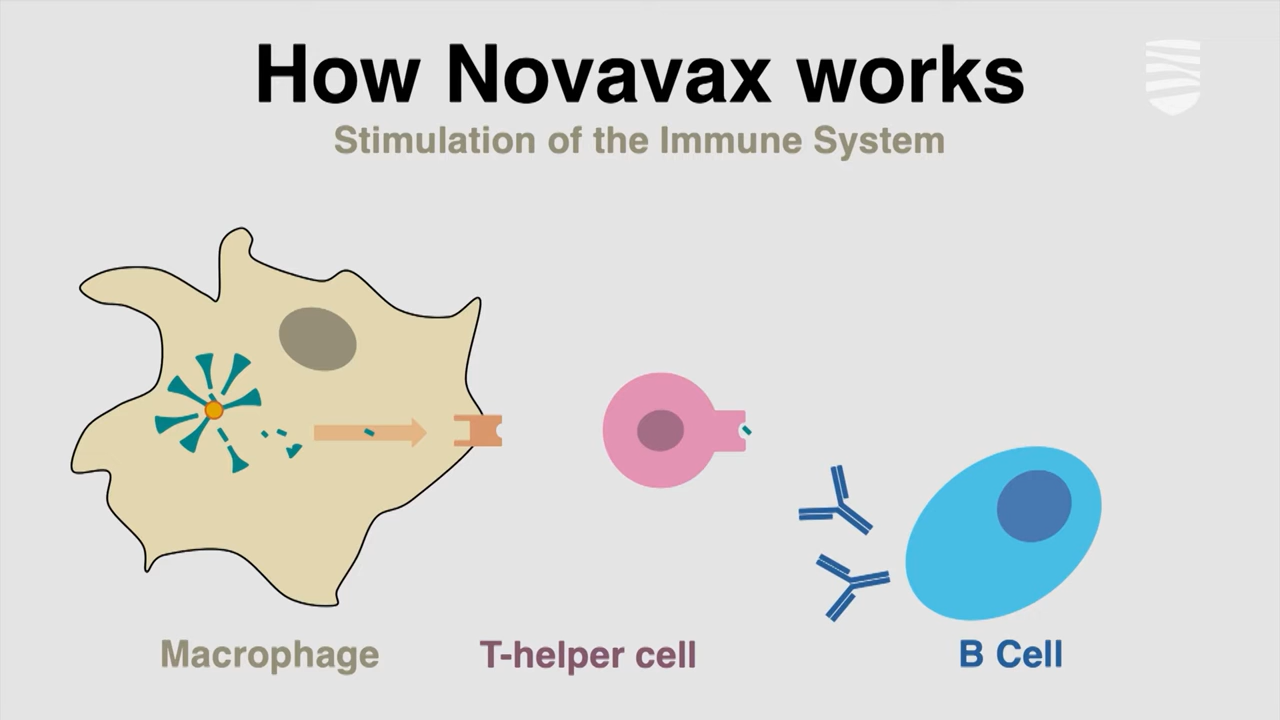 How Novavax works
Stimulation of the Immune System
Macrophage
T-helper cell
B Cell